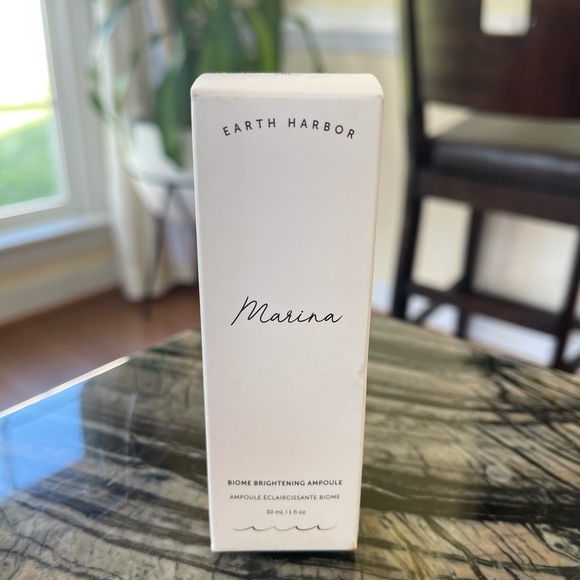 EARTH HARBOR
Marina
BIOME BRIGHTENING AMPOULE
AMPOULE ÉCLAIRCISSANTE BIOME
30 mL | 1 fl oz